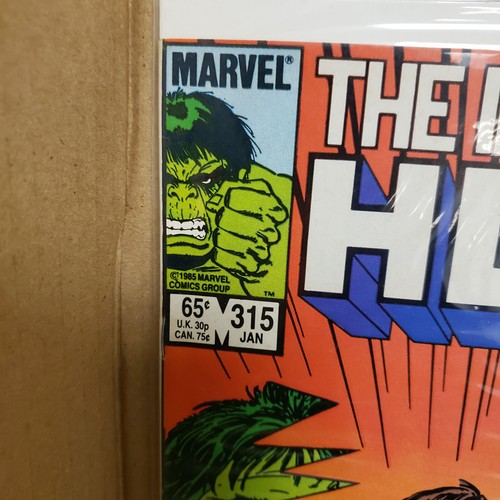 MARVEL®
THE
H
©1985 MARVEL
COMICS GROUP
TM
65¢
U.K. 30p
CAN. 75¢
315
JAN